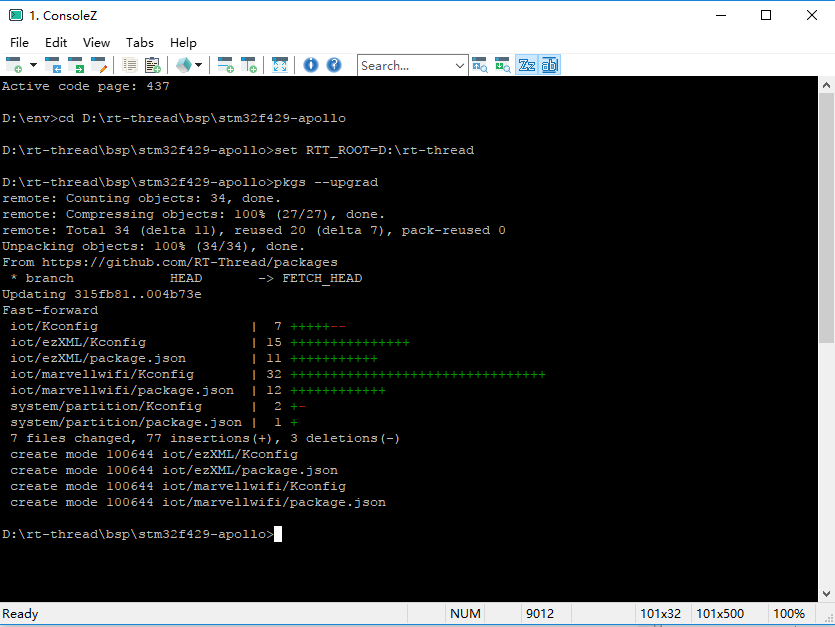 1. ConsoleZ
File Edit View Tabs Help
Search...
Active code page: 437
D:\env>cd D:\rt-thread\bsp\stm32f429-apollo
D:\rt-thread\bsp\stm32f429-apollo>set RTT_ROOT=D:\rt-thread
D:\rt-thread\bsp\stm32f429-apollo>pkgs --upgrad
remote: Counting objects: 34, done.
remote: Compressing objects: 100% (27/27), done.
remote: Total 34 (delta 11), reused 20 (delta 7), pack-reused 0
Unpacking objects: 100% (34/34), done.
From https://github.com/RT-Thread/packages
 * branch            HEAD       -> FETCH_HEAD
Updating 315fb81..004b73e
Fast-forward
 iot/Kconfig                   |  7 +++++--
 iot/ezXML/Kconfig             | 15 +++++++++++++++
 iot/ezXML/package.json        | 11 +++++++++++
 iot/marvellwifi/Kconfig       | 32 ++++++++++++++++++++++++++++++++
 iot/marvellwifi/package.json  | 12 ++++++++++++
 system/partition/Kconfig      |  2 +-
 system/partition/package.json |  1 +
 7 files changed, 77 insertions(+), 3 deletions(-)
 create mode 100644 iot/ezXML/Kconfig
 create mode 100644 iot/ezXML/package.json
 create mode 100644 iot/marvellwifi/Kconfig
 create mode 100644 iot/marvellwifi/package.json
D:\rt-thread\bsp\stm32f429-apollo>
Ready NUM 9012 101x32 101x500 100%